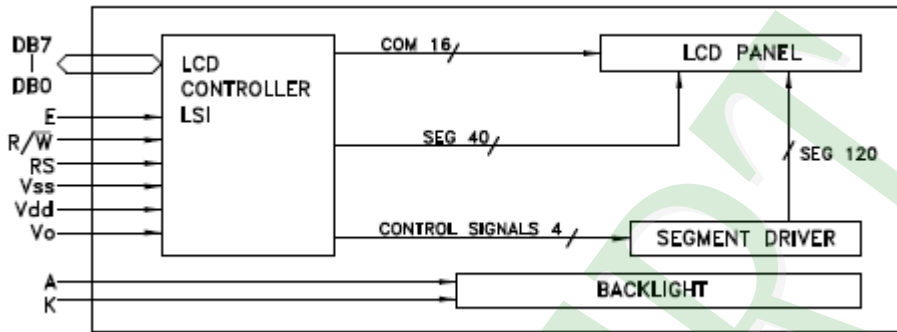 DB7
DB0
E
R/W̅
RS
Vss
Vdd
Vo
A
K
LCD
CONTROLLER
LSI
COM 16
SEG 40
CONTROL SIGNALS 4
LCD PANEL
SEG 120
SEGMENT DRIVER
BACKLIGHT